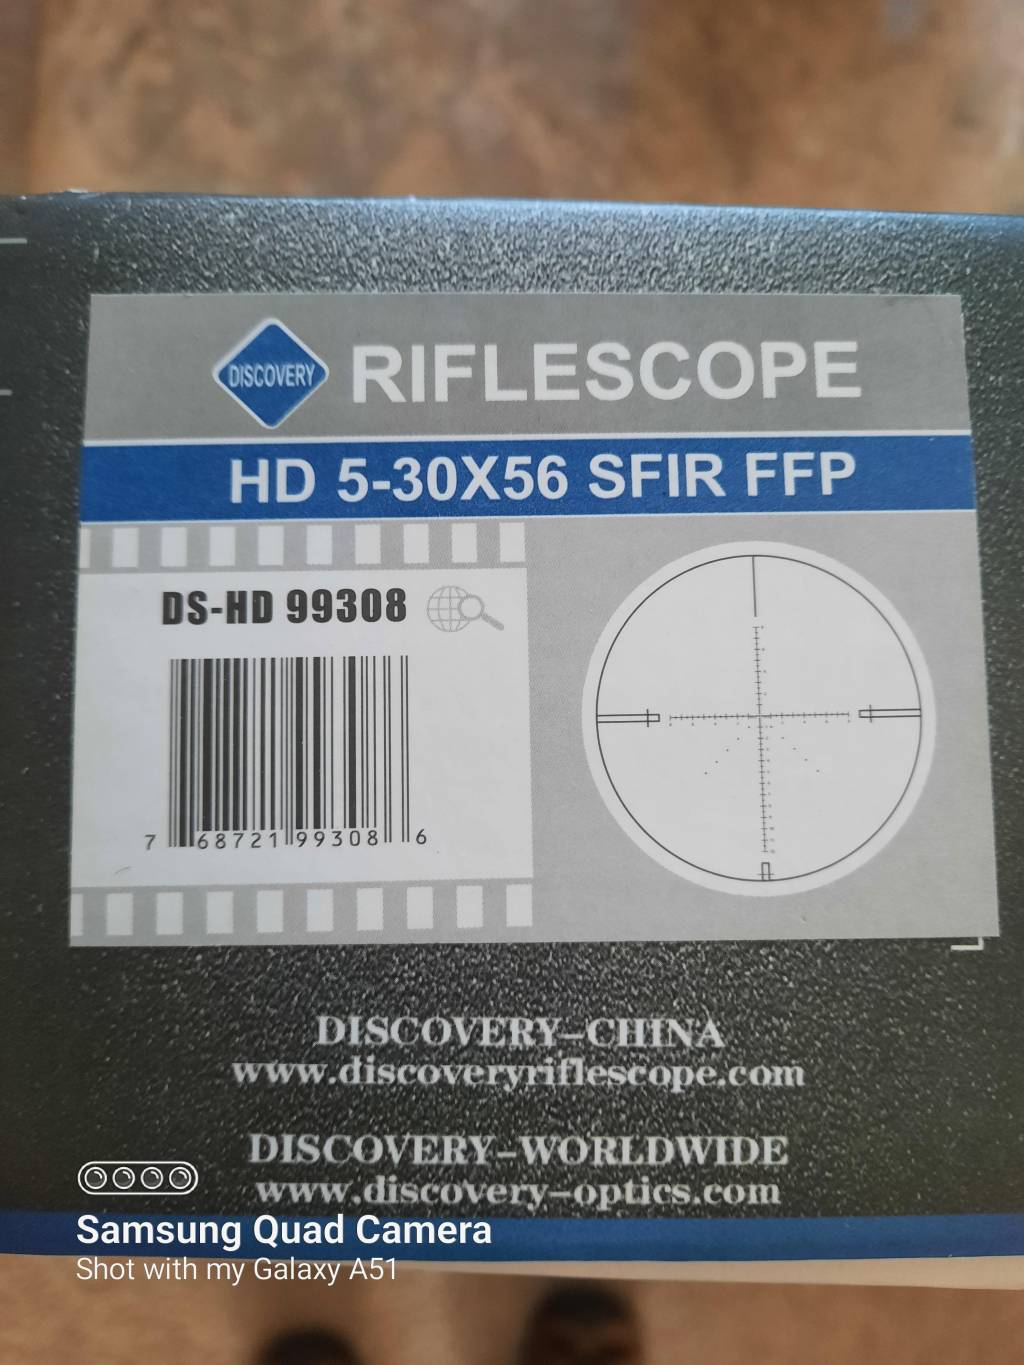 DISCOVERY RIFLESCOPE
HD 5-30X56 SFIR FFP
DS-HD 99308
7 68721 99308 6
DISCOVERY-CHINA
www.discoveryriflescope.com
DISCOVERY-WORLDWIDE
www.discovery-optics.com
Samsung Quad Camera
Shot with my Galaxy A51